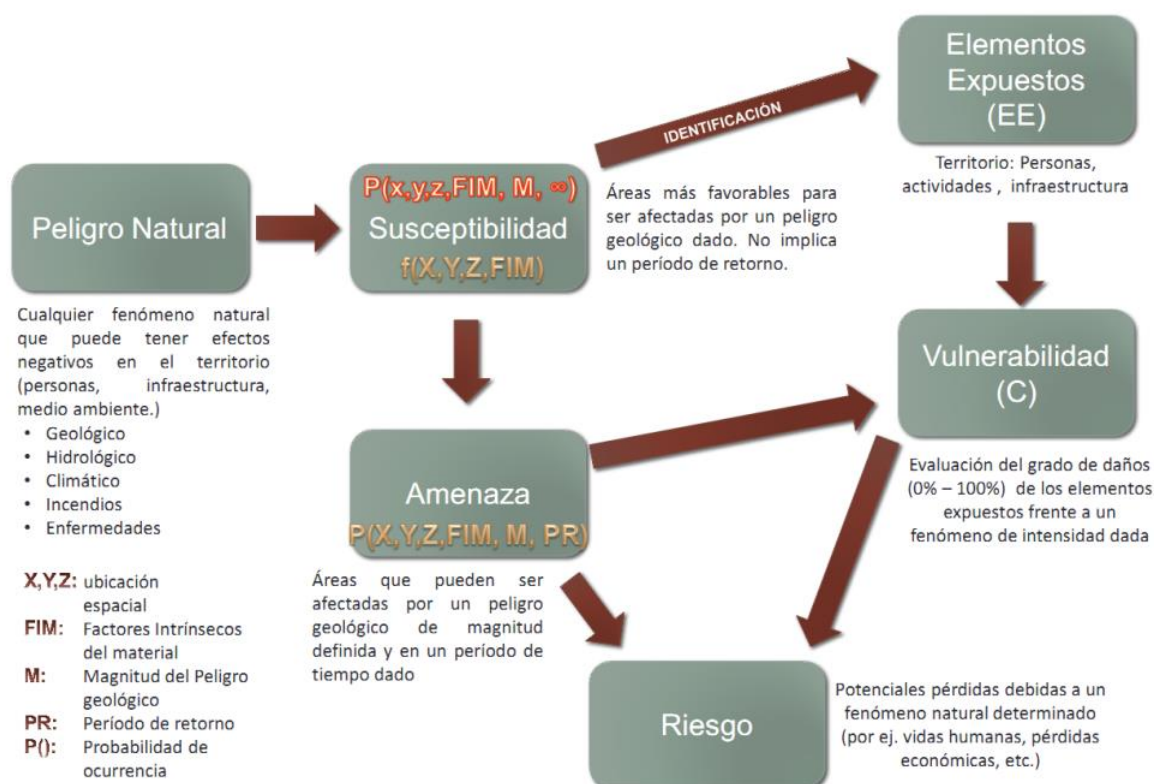 Peligro Natural
Cualquier fenómeno natural
que puede tener efectos
negativos en el territorio
(personas, infraestructura,
medio ambiente.)
• Geológico
• Hidrológico
• Climático
• Incendios
• Enfermedades
X,Y,Z: ubicación
espacial
FIM: Factores Intrínsecos
del material
M: Magnitud del Peligro
geológico
PR: Período de retorno
P(): Probabilidad de
ocurrencia
P(x,y,z,FIM, M, ∞)
Susceptibilidad
f(X,Y,Z,FIM)
IDENTIFICACIÓN
Áreas más favorables para
ser afectadas por un peligro
geológico dado. No implica
un período de retorno.
Amenaza
P(X,Y,Z,FIM, M, PR)
Áreas que pueden ser
afectadas por un peligro
geológico de magnitud
definida y en un período de
tiempo dado
Elementos
Expuestos
(EE)
Territorio: Personas,
actividades , infraestructura
Vulnerabilidad
(C)
Evaluación del grado de daños
(0% – 100%) de los elementos
expuestos frente a un
fenómeno de intensidad dada
Riesgo
Potenciales pérdidas debidas a un
fenómeno natural determinado
(por ej. vidas humanas, pérdidas
económicas, etc.)